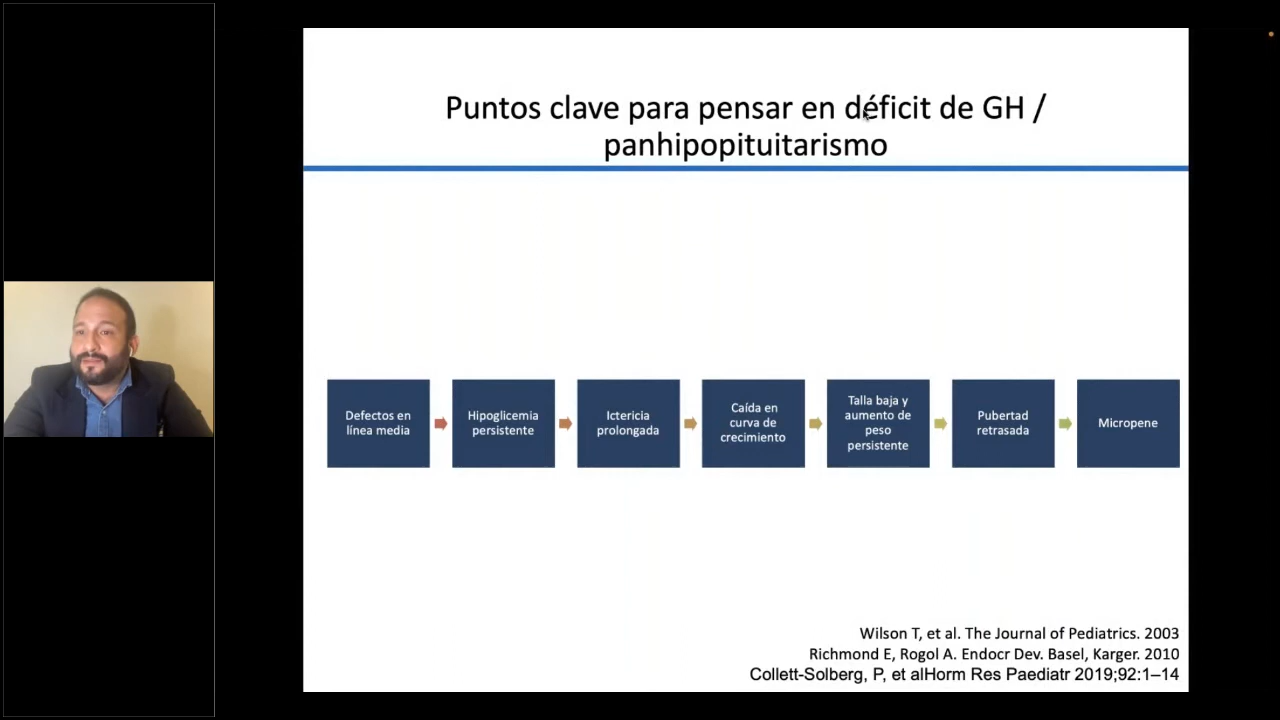 Puntos clave para pensar en déficit de GH /
panhipopituitarismo
Defectos en
línea media
Hipoglicemia
persistente
Ictericia
prolongada
Caída en
curva de
crecimiento
Talla baja y
aumento de
peso
persistente
Pubertad
retrasada
Micropene
Wilson T, et al. The Journal of Pediatrics. 2003
Richmond E, Rogol A. Endocr Dev. Basel, Karger. 2010
Collett-Solberg, P, et alHorm Res Paediatr 2019;92:1–14